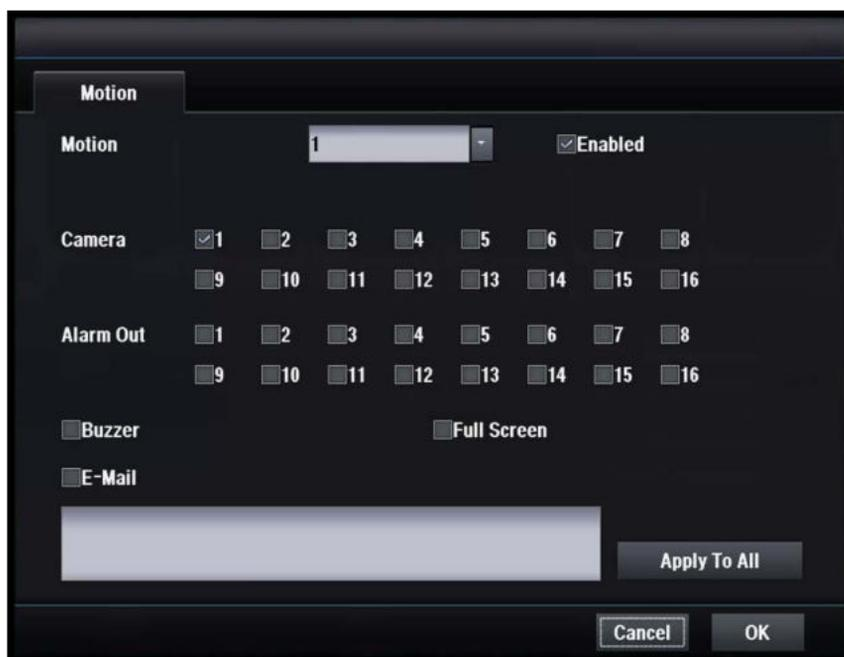 Motion
Motion 1 Enabled
Camera 1 2 3 4 5 6 7 8
9 10 11 12 13 14 15 16
Alarm Out 1 2 3 4 5 6 7 8
9 10 11 12 13 14 15 16
Buzzer Full Screen
E-Mail
Apply To All
Cancel OK